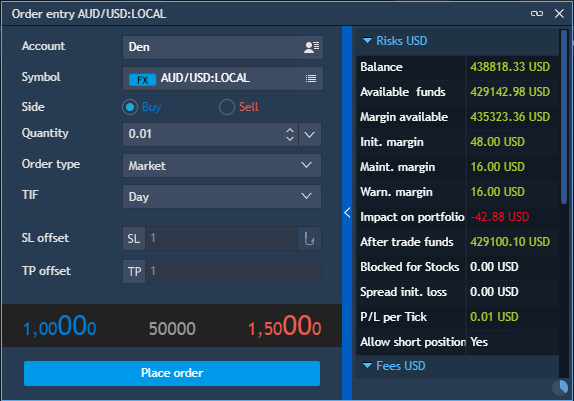 Order entry AUD/USD:LOCAL
Account Den
Symbol FX AUD/USD:LOCAL
Side Buy Sell
Quantity 0.01
Order type Market
TIF Day
SL offset SL 1
TP offset TP 1
1,00000 50000 1,50000
Place order
Risks USD
Balance 438818.33 USD
Available funds 429142.98 USD
Margin available 435323.36 USD
Init. margin 48.00 USD
Maint. margin 16.00 USD
Warn. margin 16.00 USD
Impact on portfolio -42.88 USD
After trade funds 429100.10 USD
Blocked for Stocks 0.00 USD
Spread init. loss 0.00 USD
P/L per Tick 0.01 USD
Allow short position Yes
Fees USD